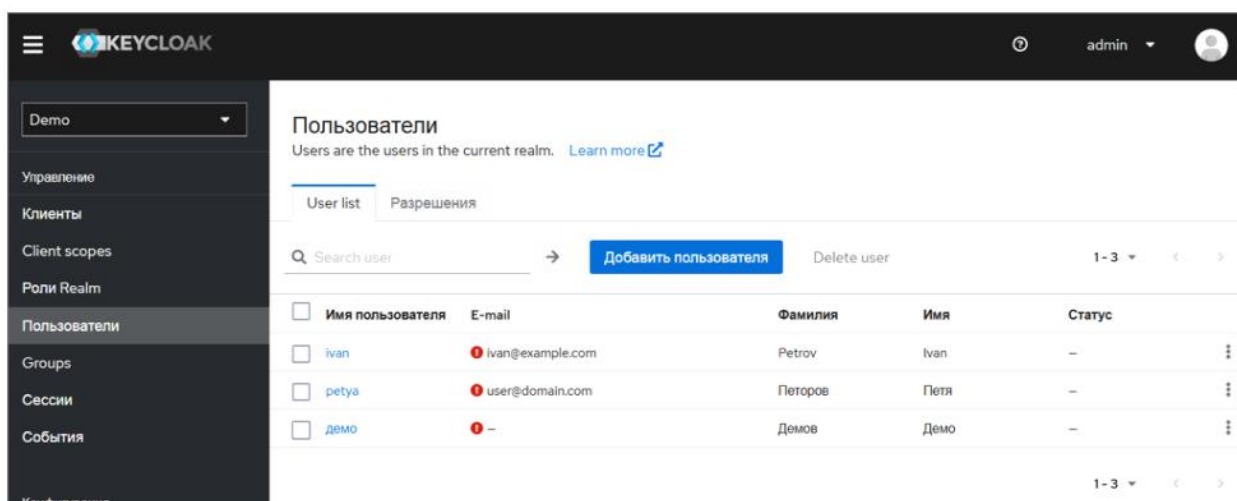 KEYCLOAK
admin
Demo
Управление
Клиенты
Client scopes
Роли Realm
Пользователи
Groups
Сессии
События
Конфигурация
Пользователи
Users are the users in the current realm. Learn more
User list Разрешения
Search user Добавить пользователя Delete user 1-3
Имя пользователя E-mail Фамилия Имя Статус
ivan ivan@example.com Petrov Ivan –
petya user@domain.com Петоров Петя –
демо – Демов Демо –
1-3